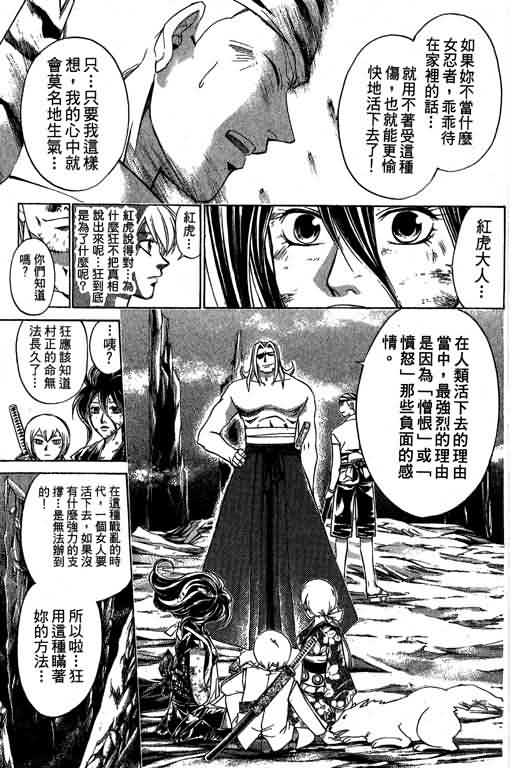 如果妳不當什麼
女忍者，乖乖待
在家裡的話…
就用不著受這種
傷，也就能更愉
快地活下去了！
只…只要我這樣
想，我的心中就
會莫名地生氣…
紅虎大人…
紅虎…
紅虎說得對…為
什麼狂不把真相
說出來呢…狂到底
是為了什麼呢？
你們知道
嗎？
在人類活下去的理由
當中，最強烈的理由
是因為「憎恨」或「
憤怒」那些負面的感
情。
…咦？
狂應該知道
村正的命無
法長久了…
在這種戰亂的時
代，一個女人要
活下去，如果沒
有什麼強力的支
撐…是無法辦到
的！
所以啦…狂
用這種瞞著
妳的方法…